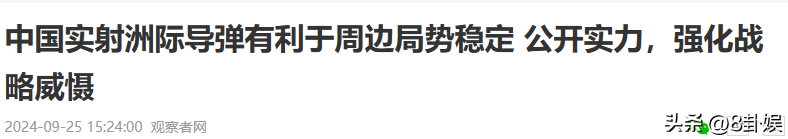 中国实射洲际导弹有利于周边局势稳定 公开实力，强化战
略威慑
2024-09-25 15:24:00 观察者网
头条 @8卦娱